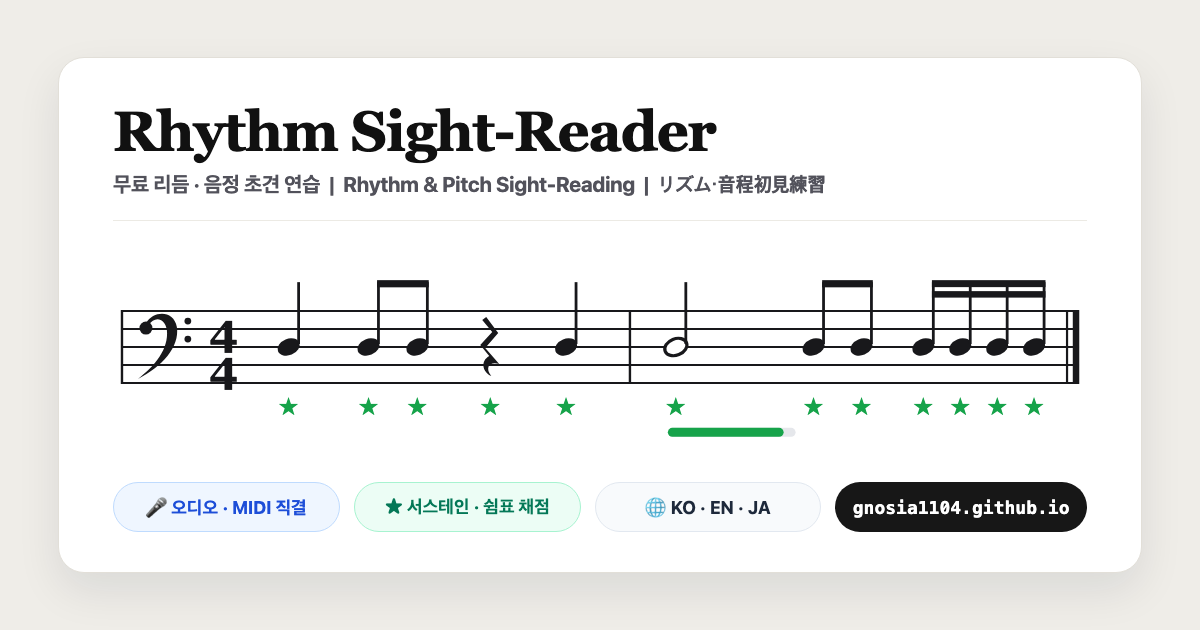 Rhythm Sight-Reader
무료 리듬 · 음정 초견 연습 | Rhythm & Pitch Sight-Reading | リズム·音程初見練習
4
4
🎤 오디오 · MIDI 직결
★ 서스테인 · 쉼표 채점
🌐 KO · EN · JA
gnosia1104.github.io